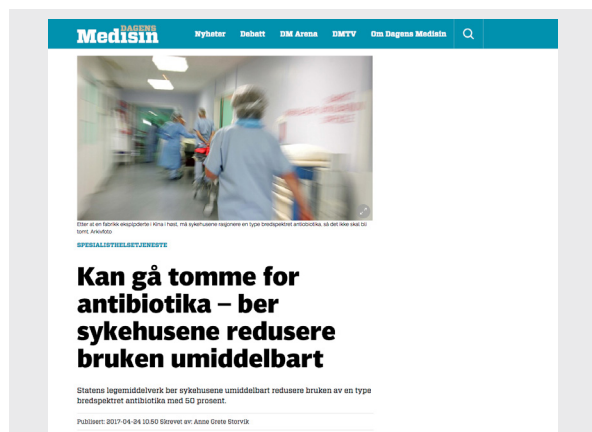 DAGENS
Medisin
Nyheter Debatt DM Arena DMTV Om Dagens Medisin
Etter at en fabrikk eksploderte i Kina i høst, må sykehusene rasjonere en type bredspektret antibiotika, så det ikke skal bli
tomt. Arkivfoto
SPESIALISTHELSETJENESTE
Kan gå tomme for
antibiotika – ber
sykehusene redusere
bruken umiddelbart
Statens legemiddelverk ber sykehusene umiddelbart redusere bruken av en type
bredspektret antibiotika med 50 prosent.
Publisert: 2017-04-24 10.50 Skrevet av: Anne Grete Storvik